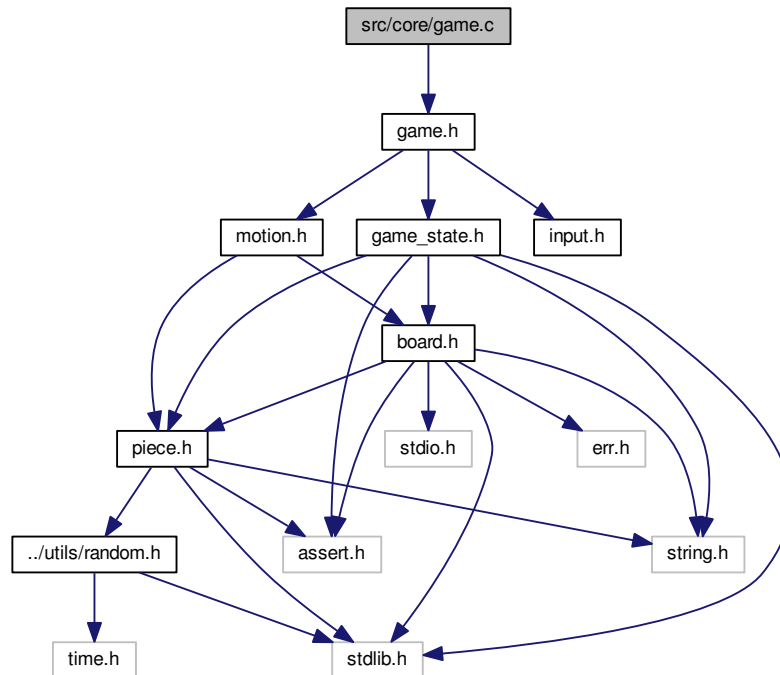 src/core/game.c
game.h
motion.h
game_state.h
input.h
board.h
piece.h
stdio.h
err.h
../utils/random.h
assert.h
string.h
time.h
stdlib.h